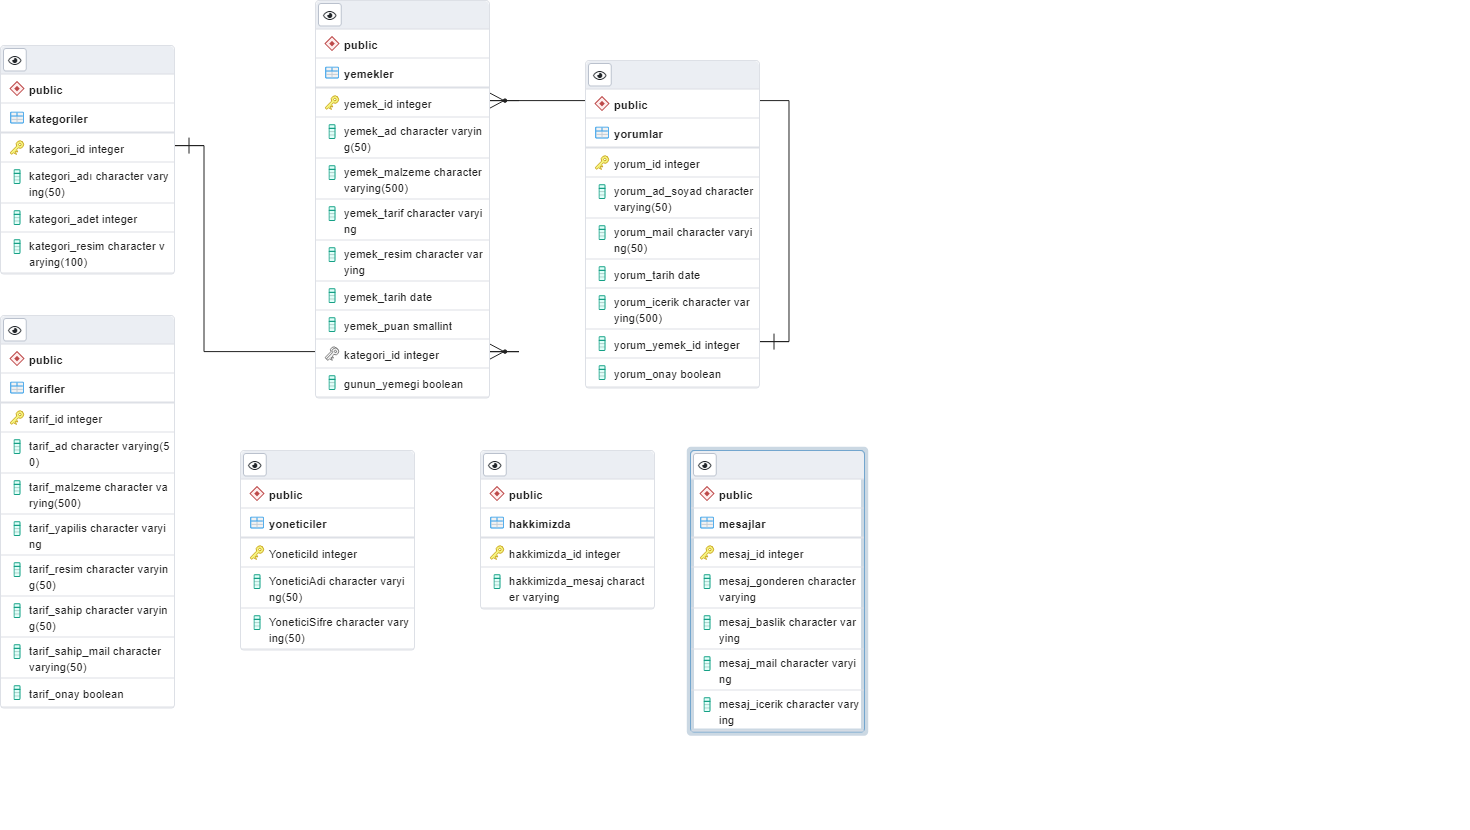 public
kategoriler
kategori_id integer
kategori_adı character vary
ing(50)
kategori_adet integer
kategori_resim character v
arying(100)
public
yemekler
yemek_id integer
yemek_ad character varyin
g(50)
yemek_malzeme character
varying(500)
yemek_tarif character varyi
ng
yemek_resim character var
ying
yemek_tarih date
yemek_puan smallint
kategori_id integer
gunun_yemegi boolean
public
yorumlar
yorum_id integer
yorum_ad_soyad character
varying(50)
yorum_mail character varyi
ng(50)
yorum_tarih date
yorum_icerik character var
ying(500)
yorum_yemek_id integer
yorum_onay boolean
public
tarifler
tarif_id integer
tarif_ad character varying(5
0)
tarif_malzeme character va
rying(500)
tarif_yapilis character varyi
ng
tarif_resim character varyin
g(50)
tarif_sahip character varyin
g(50)
tarif_sahip_mail character
varying(50)
tarif_onay boolean
public
yoneticiler
YoneticiId integer
YoneticiAdi character varyi
ng(50)
YoneticiSifre character vary
ing(50)
public
hakkimizda
hakkimizda_id integer
hakkimizda_mesaj charact
er varying
public
mesajlar
mesaj_id integer
mesaj_gonderen character
varying
mesaj_baslik character var
ying
mesaj_mail character varyi
ng
mesaj_icerik character vary
ing